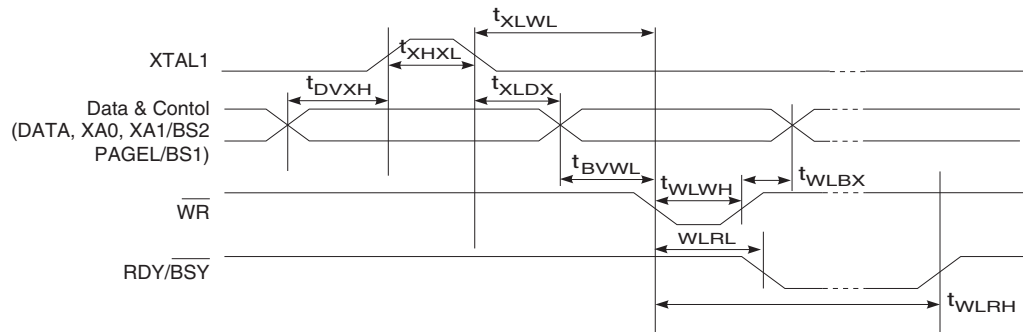 tXLWL
XTAL1
tXHXL
tDVXH
tXLDX
Data & Contol
(DATA, XA0, XA1/BS2
PAGEL/BS1)
tBVWL
tWLWH
tWLBX
WR
WLRL
RDY/BSY
tWLRH